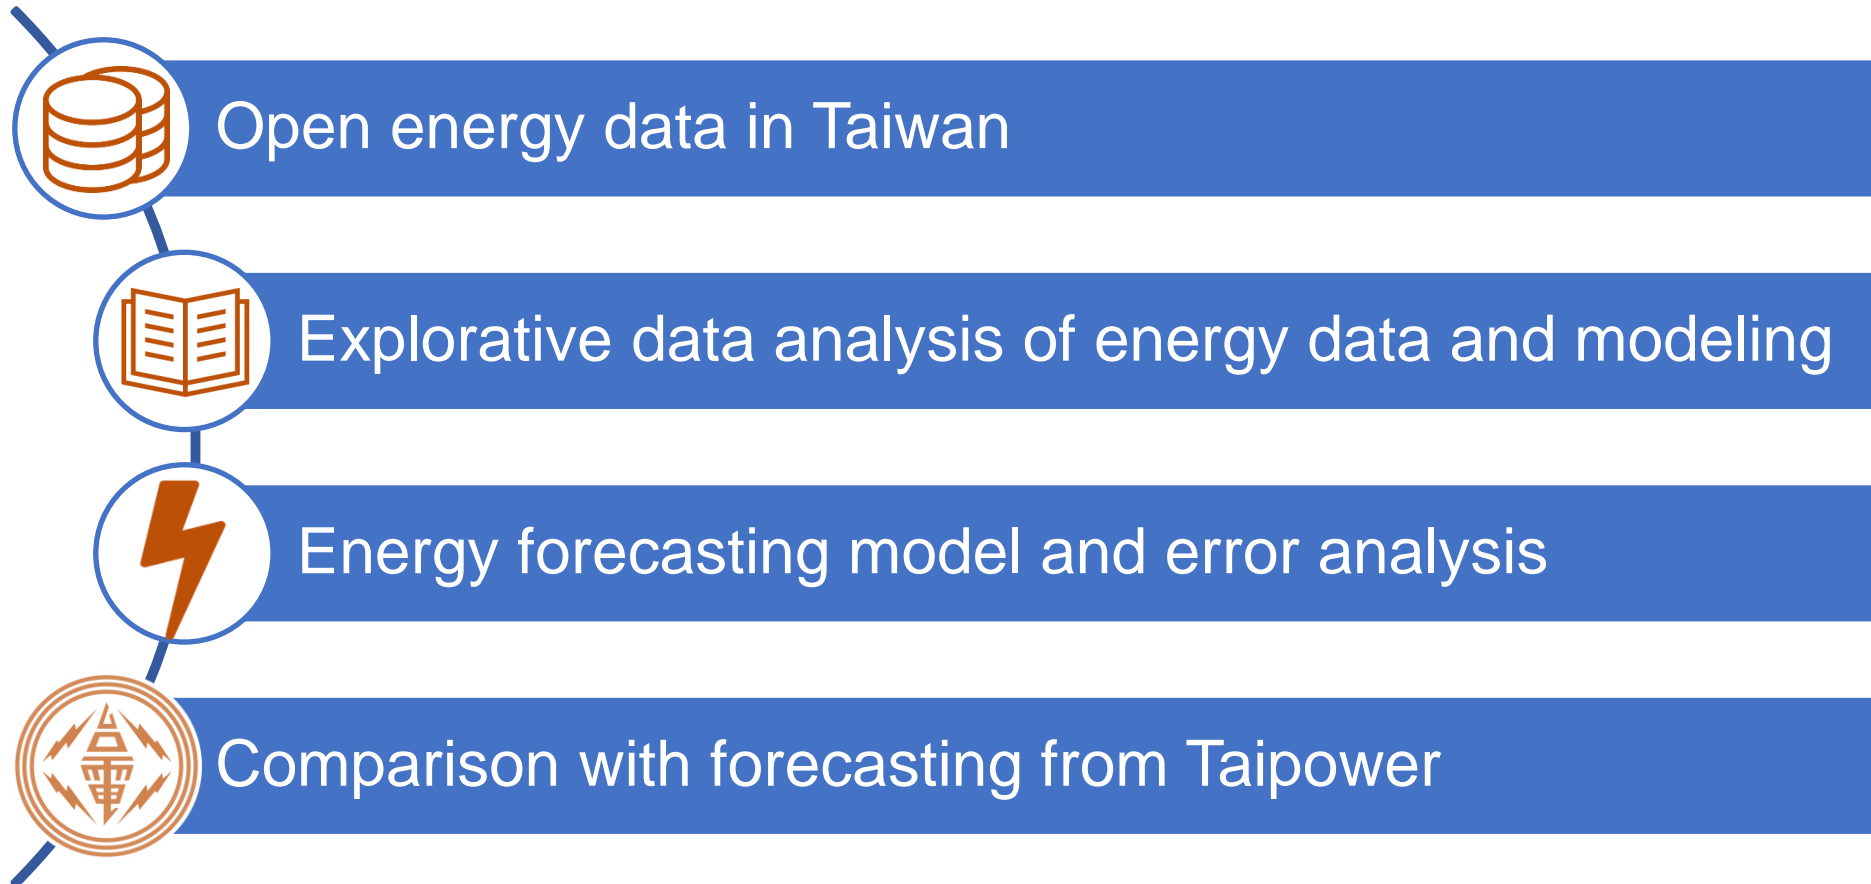 Open energy data in Taiwan
Explorative data analysis of energy data and modeling
Energy forecasting model and error analysis
Comparison with forecasting from Taipower